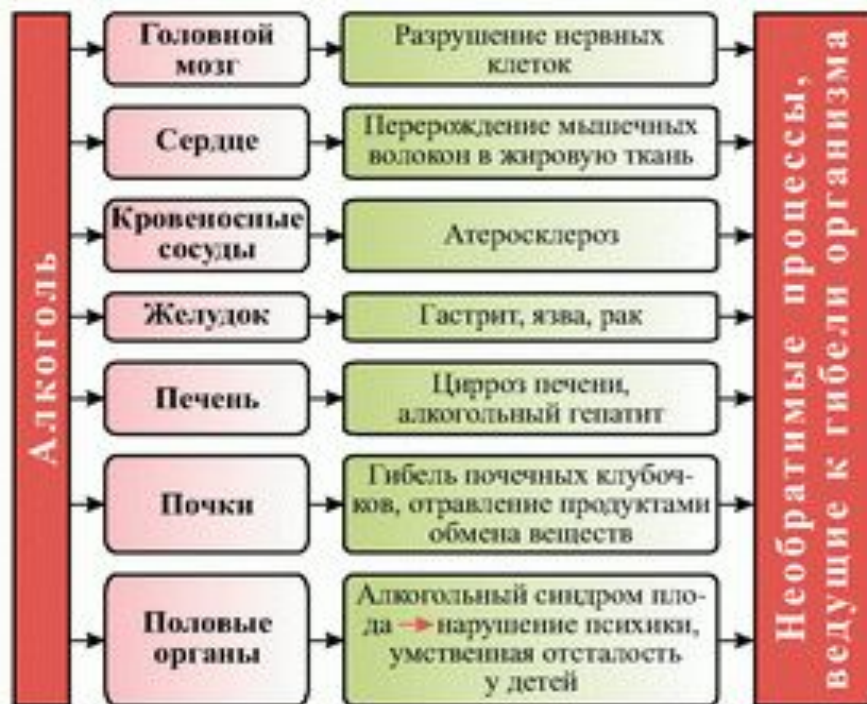 Алкоголь
Головной
мозг
Разрушение нервных
клеток
Сердце
Перерождение мышечных
волокон в жировую ткань
Кровеносные
сосуды
Атеросклероз
Желудок
Гастрит, язва, рак
Печень
Цирроз печени,
алкогольный гепатит
Почки
Гибель почечных клубоч-
ков, отравление продуктами
обмена веществ
Половые
органы
Алкогольный синдром пло-
да → нарушение психики,
умственная отсталость
у детей
Необратимые процессы,
ведущие к гибели организма